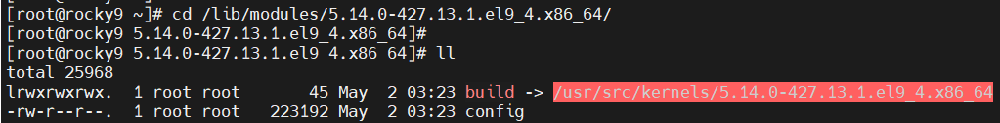 [root@rocky9 ~]# cd /lib/modules/5.14.0-427.13.1.el9_4.x86_64/
[root@rocky9 5.14.0-427.13.1.el9_4.x86_64]#
[root@rocky9 5.14.0-427.13.1.el9_4.x86_64]# ll
total 25968
lrwxrwxrwx.  1 root root       45 May  2 03:23 build -> /usr/src/kernels/5.14.0-427.13.1.el9_4.x86_64
-rw-r--r--.  1 root root   223192 May  2 03:23 config